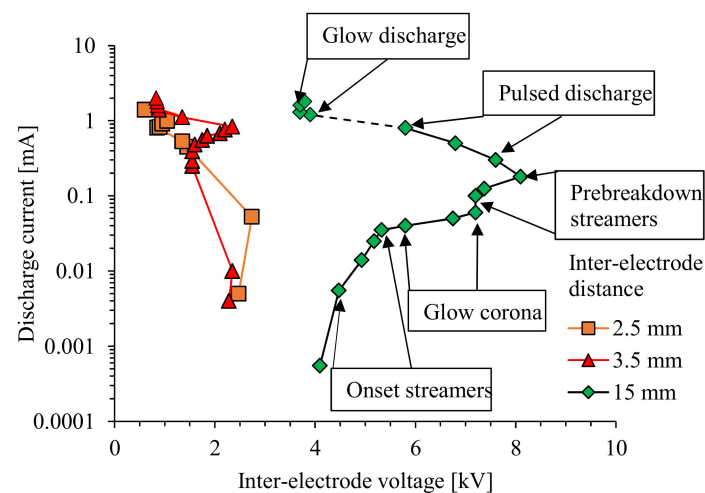 Glow discharge
Pulsed discharge
Prebreakdown
streamers
Glow corona
Onset streamers
Inter-electrode
distance
2.5 mm
3.5 mm
15 mm
Discharge current [mA]
10
1
0.1
0.01
0.001
0.0001
0
2
4
6
8
10
Inter-electrode voltage [kV]